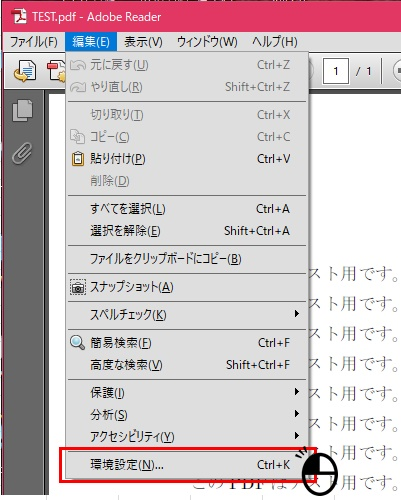 TEST.pdf - Adobe Reader
ファイル(F) 編集(E) 表示(V) ウィンドウ(W) ヘルプ(H)
1 / 1
元に戻す(U) Ctrl+Z
やり直し(R) Shift+Ctrl+Z
切り取り(T) Ctrl+X
コピー(C) Ctrl+C
貼り付け(P) Ctrl+V
削除(D)
すべてを選択(L) Ctrl+A
選択を解除(E) Shift+Ctrl+A
ファイルをクリップボードにコピー(B)
スト用です。
スナップショット(A)
スト用です。
スペルチェック(K)
スト用です。
簡易検索(F) Ctrl+F
スト用です。
高度な検索(V) Shift+Ctrl+F
スト用です。
保護(I)
スト用です。
分析(S)
スト用です。
アクセシビリティ(Y)
環境設定(N)... Ctrl+K
スト用です。
この PDF はテスト用です。